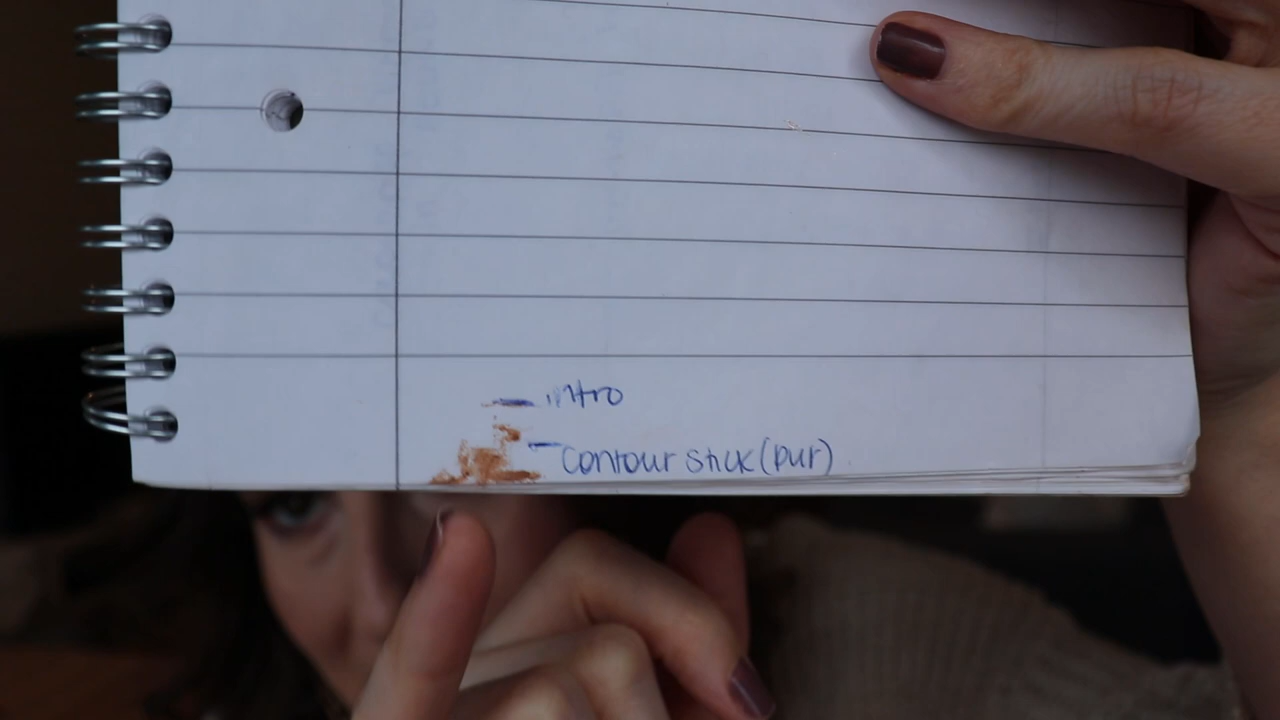 - intro
- contour stick (pur)